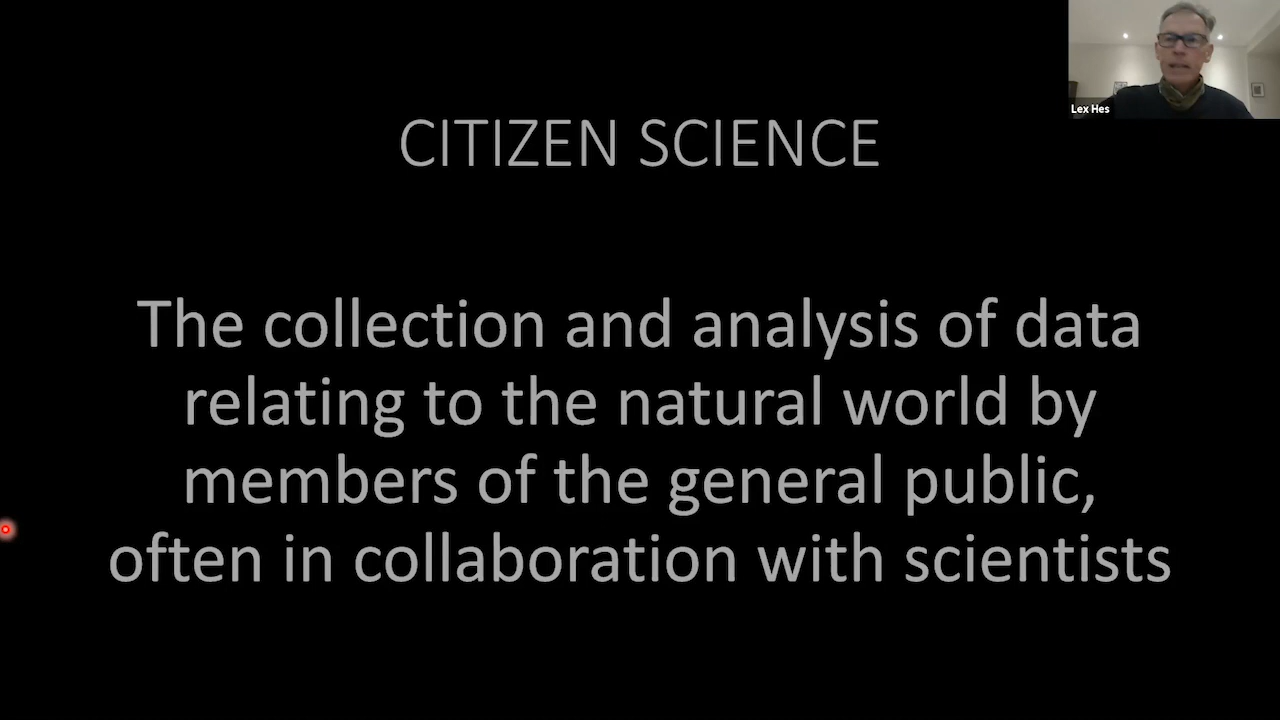 CITIZEN SCIENCE
Lex Hes
The collection and analysis of data
relating to the natural world by
members of the general public,
often in collaboration with scientists